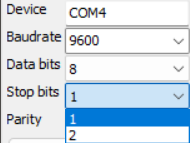 Device COM4
Baudrate 9600
Data bits 8
Stop bits 1
Parity 1
2